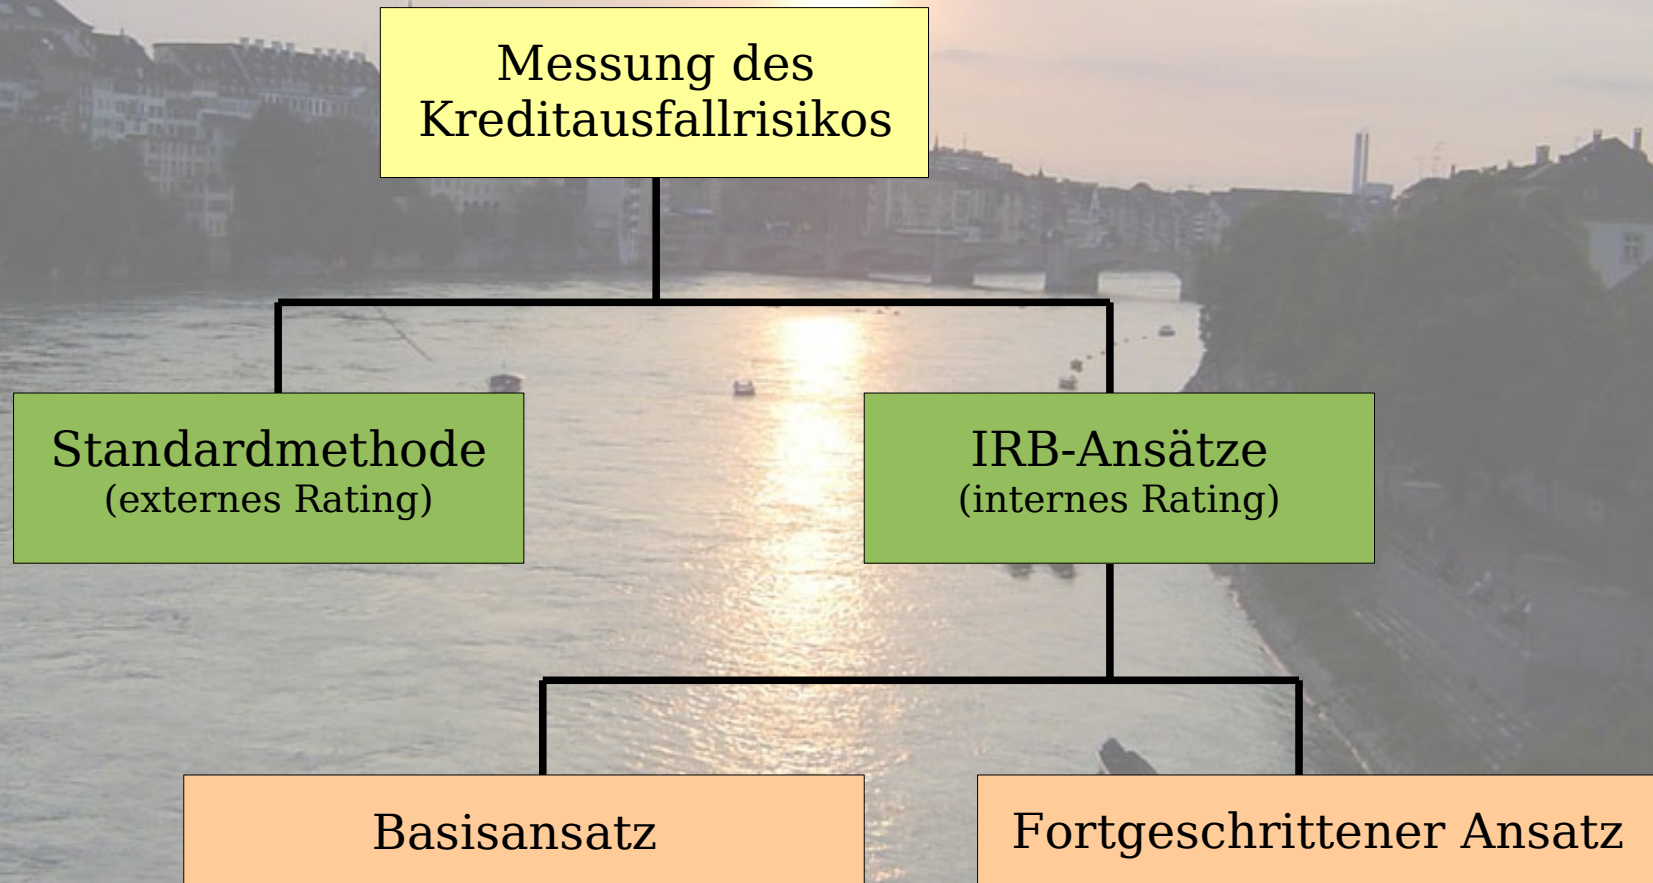 Messung des
Kreditausfallrisikos
Standardmethode
(externes Rating)
IRB-Ansätze
(internes Rating)
Basisansatz
Fortgeschrittener Ansatz